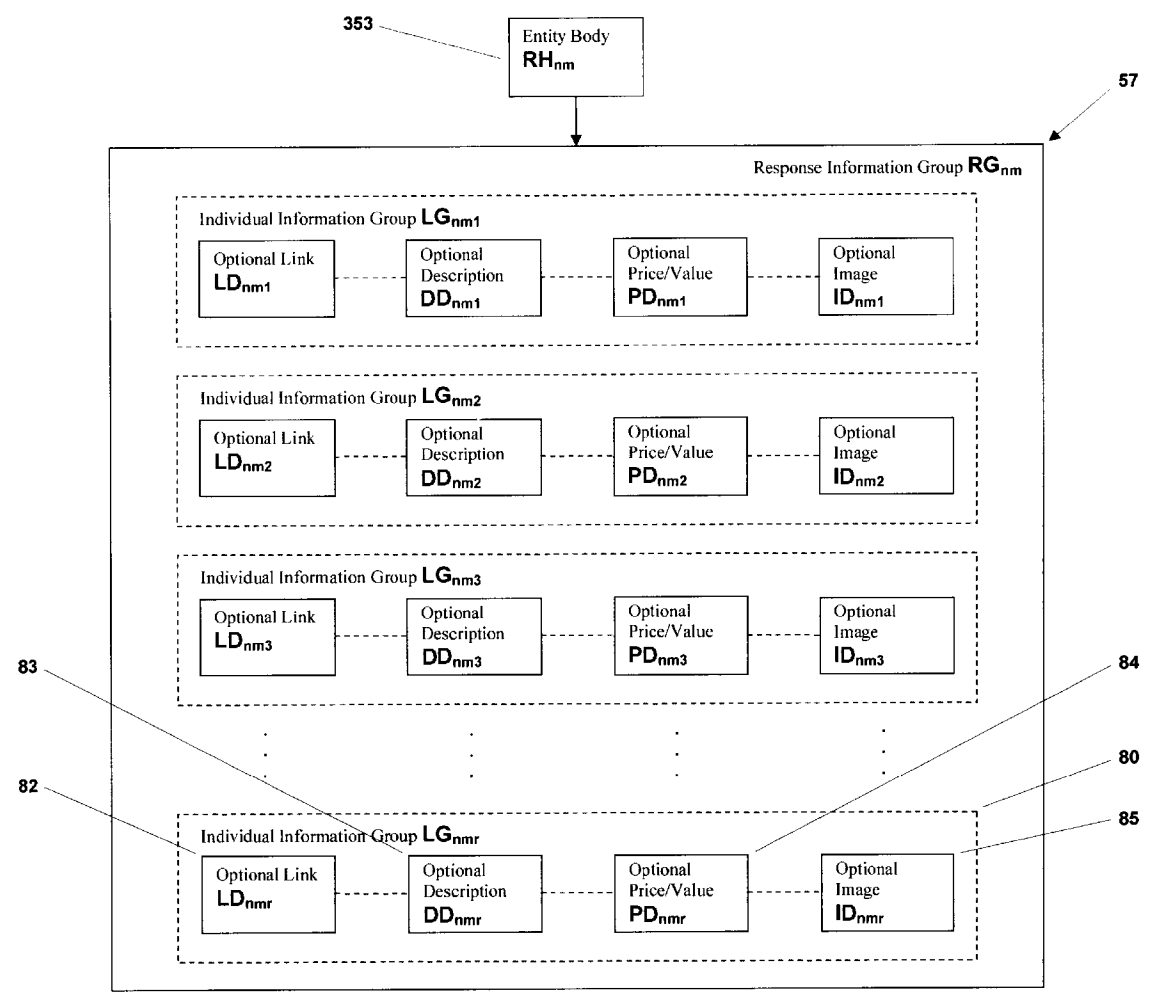 353
Entity Body
RHnm
57
Response Information Group RGnm
Individual Information Group LGnm1
Optional Link
LDnm1
Optional
Description
DDnm1
Optional
Price/Value
PDnm1
Optional
Image
IDnm1
Individual Information Group LGnm2
Optional Link
LDnm2
Optional
Description
DDnm2
Optional
Price/Value
PDnm2
Optional
Image
IDnm2
Individual Information Group LGnm3
Optional Link
LDnm3
Optional
Description
DDnm3
Optional
Price/Value
PDnm3
Optional
Image
IDnm3
83
84
82
80
85
Individual Information Group LGnmr
Optional Link
LDnmr
Optional
Description
DDnmr
Optional
Price/Value
PDnmr
Optional
Image
IDnmr